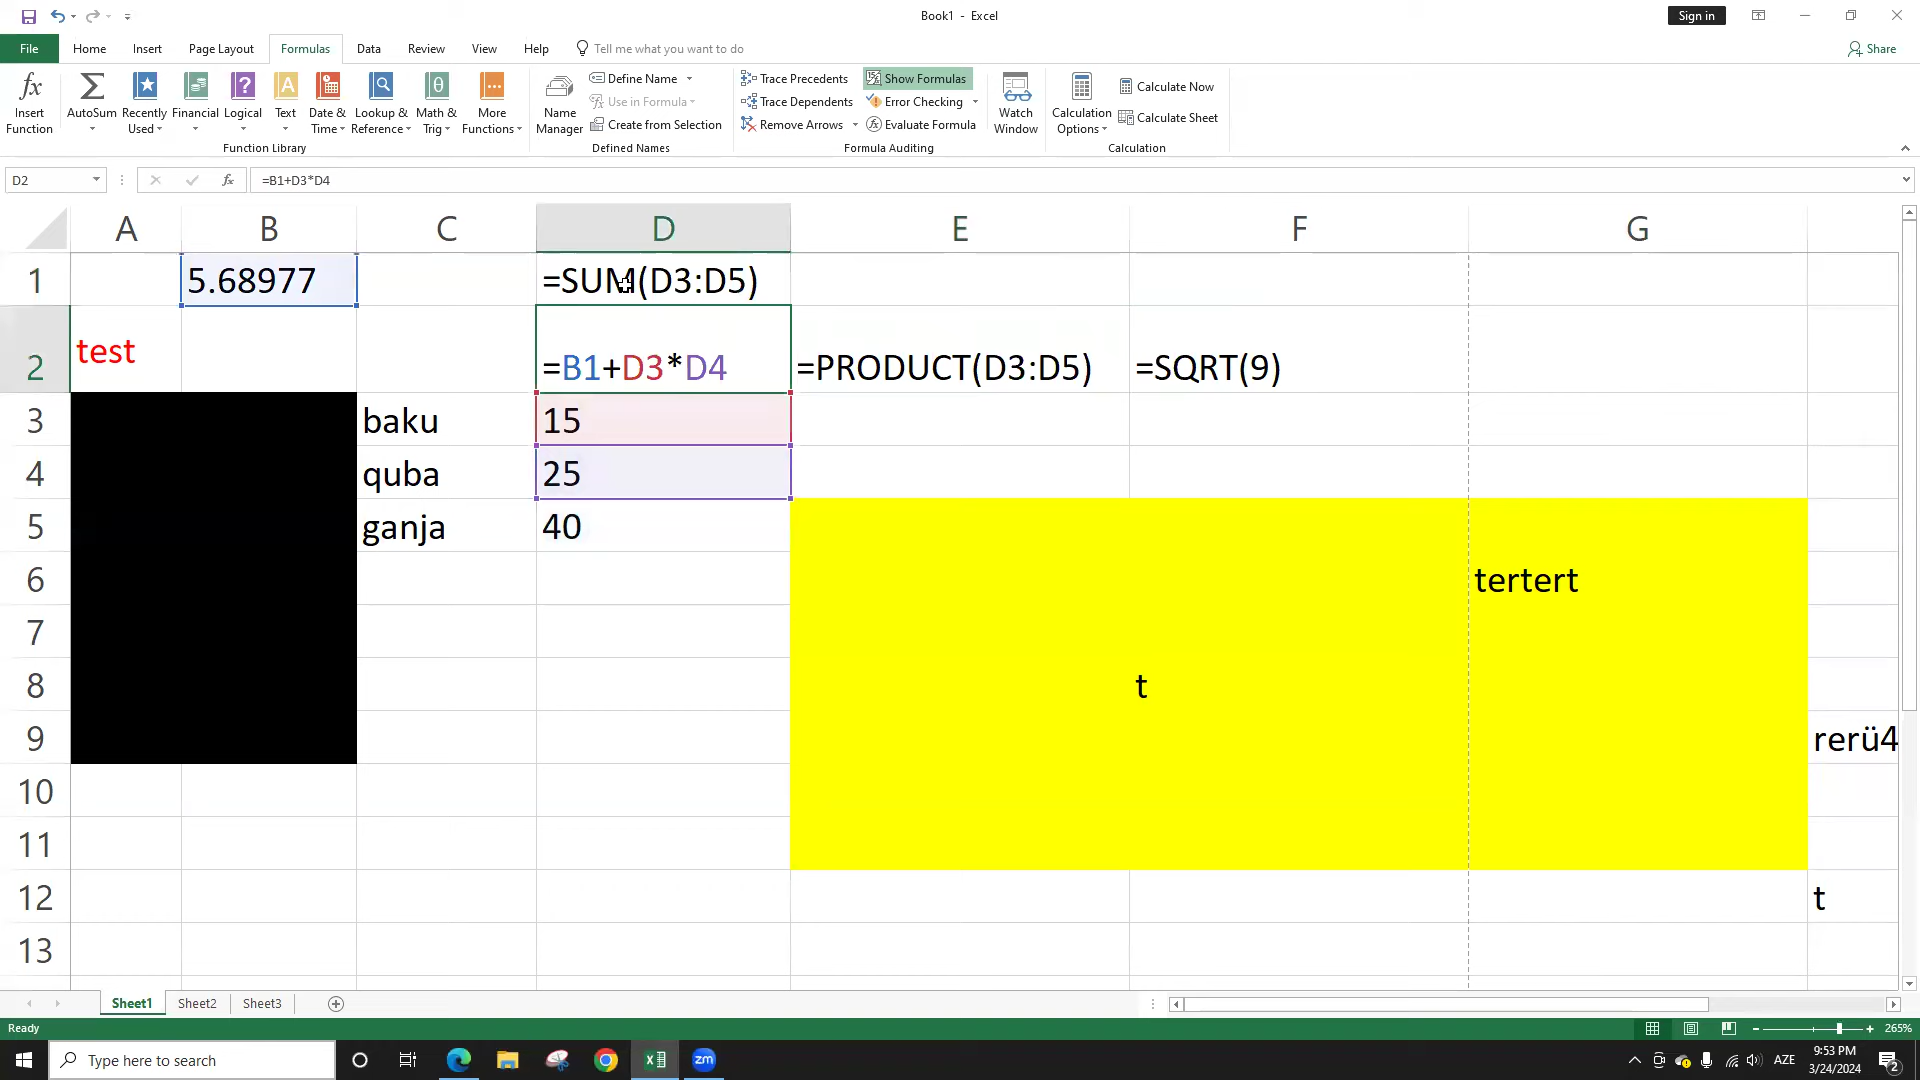 Book1 - Excel
Sign in
File Home Insert Page Layout Formulas Data Review View Help Tell me what you want to do Share
fx Insert Function
Σ AutoSum
Recently Used
Financial
Logical
Text
Date & Time
Lookup & Reference
Math & Trig
More Functions
Function Library
Name Manager
Define Name
Use in Formula
Create from Selection
Defined Names
Trace Precedents
Trace Dependents
Remove Arrows
Show Formulas
Error Checking
Evaluate Formula
Formula Auditing
Watch Window
Calculation Options
Calculate Now
Calculate Sheet
Calculation
D2 fx =B1+D3*D4
A B C D E F G
1 5.68977 =SUM(D3:D5)
2 test =B1+D3*D4 =PRODUCT(D3:D5) =SQRT(9)
3 baku 15
4 quba 25
5 ganja 40
6 tertert
7
8 t
9 rerü4
10
11
12 t
13
Sheet1 Sheet2 Sheet3
Ready 265%
Type here to search
AZE
9:53 PM
3/24/2024
2